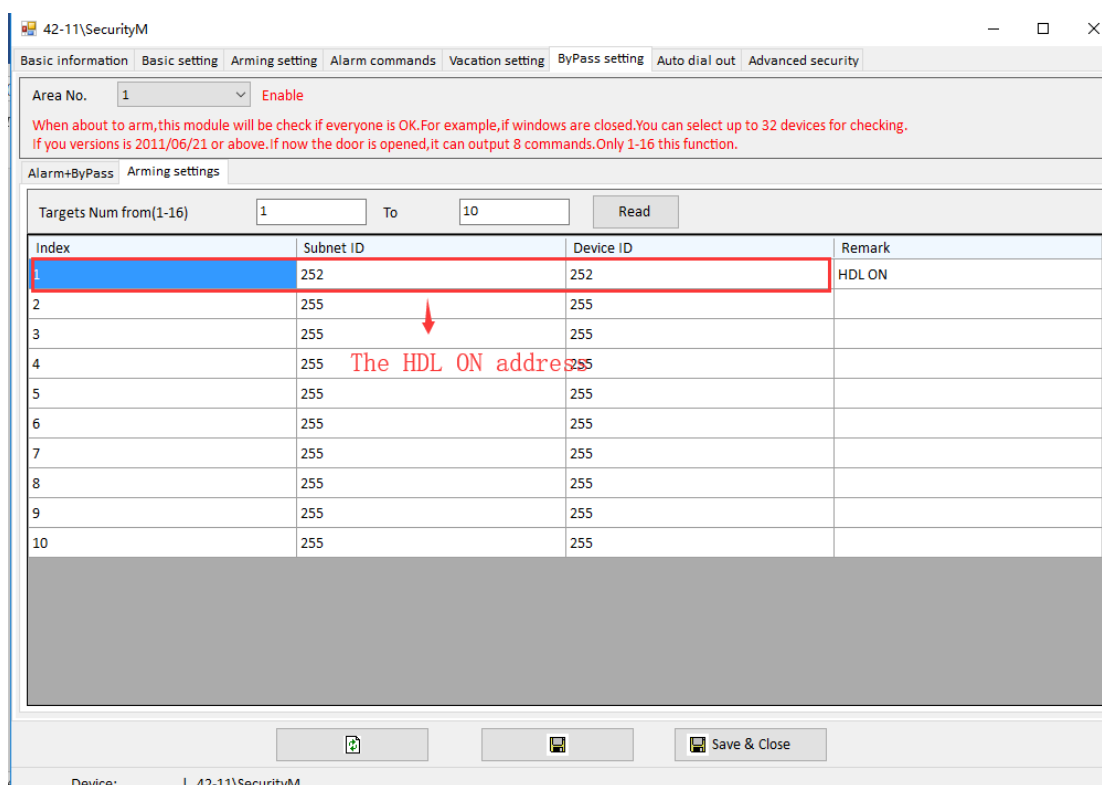 42-11\SecurityM
Basic information Basic setting Arming setting Alarm commands Vacation setting ByPass setting Auto dial out Advanced security
Area No. 1 Enable
When about to arm,this module will be check if everyone is OK.For example,if windows are closed.You can select up to 32 devices for checking.
If you versions is 2011/06/21 or above.If now the door is opened,it can output 8 commands.Only 1-16 this function.
Alarm+ByPass Arming settings
Targets Num from(1-16) 1 To 10 Read
Index Subnet ID Device ID Remark
1 252 252 HDL ON
2 255 255
3 255 255
The HDL ON address
4 255 255
5 255 255
6 255 255
7 255 255
8 255 255
9 255 255
10 255 255
Save & Close
Device: 42-11\SecurityM